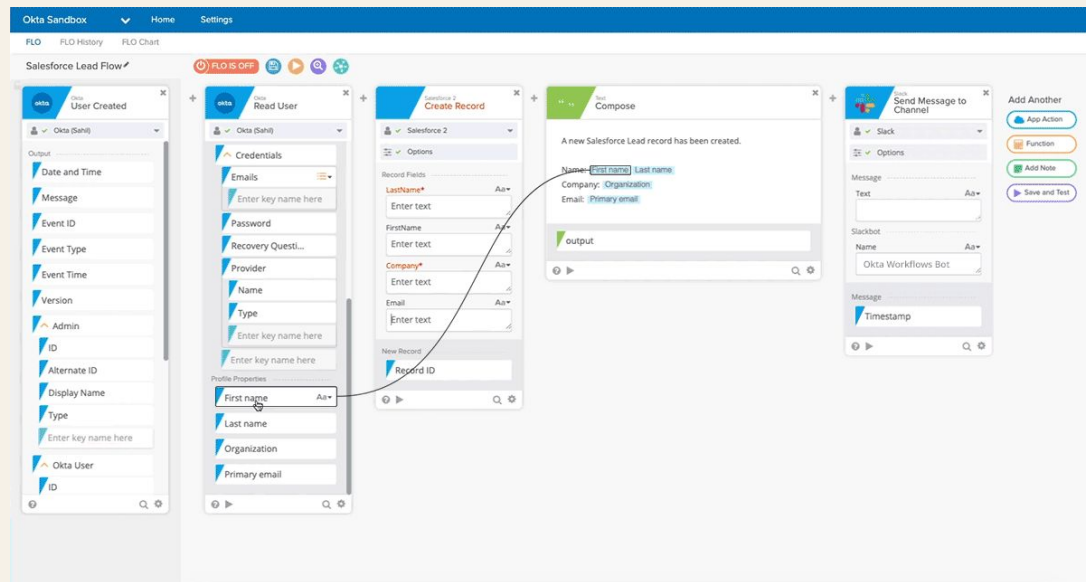 Okta Sandbox Home Settings
FLO FLO History FLO Chart
Salesforce Lead Flow FLO IS OFF
okta
Okta
User Created
Okta (Sahil)
Output
Date and Time
Message
Event ID
Event Type
Event Time
Version
Admin
ID
Alternate ID
Display Name
Type
Enter key name here
Okta User
ID
okta
Okta
Read User
Okta (Sahil)
Credentials
Emails
Enter key name here
Password
Recovery Questi...
Provider
Name
Type
Enter key name here
Enter key name here
Profile Properties
First name Aa
Last name
Organization
Primary email
Salesforce 2
Create Record
Salesforce 2
Options
Record Fields
LastName* Aa
Enter text
FirstName Aa
Enter text
Company* Aa
Enter text
Email Aa
Enter text
New Record
Record ID
Text
Compose
A new Salesforce Lead record has been created.
Name: First name Last name
Company: Organization
Email: Primary email
output
Slack
Send Message to
Channel
Slack
Options
Message
Text Aa
Slackbot
Name Aa
Okta Workflows Bot
Message
Timestamp
Add Another
App Action
Function
Add Note
Save and Test